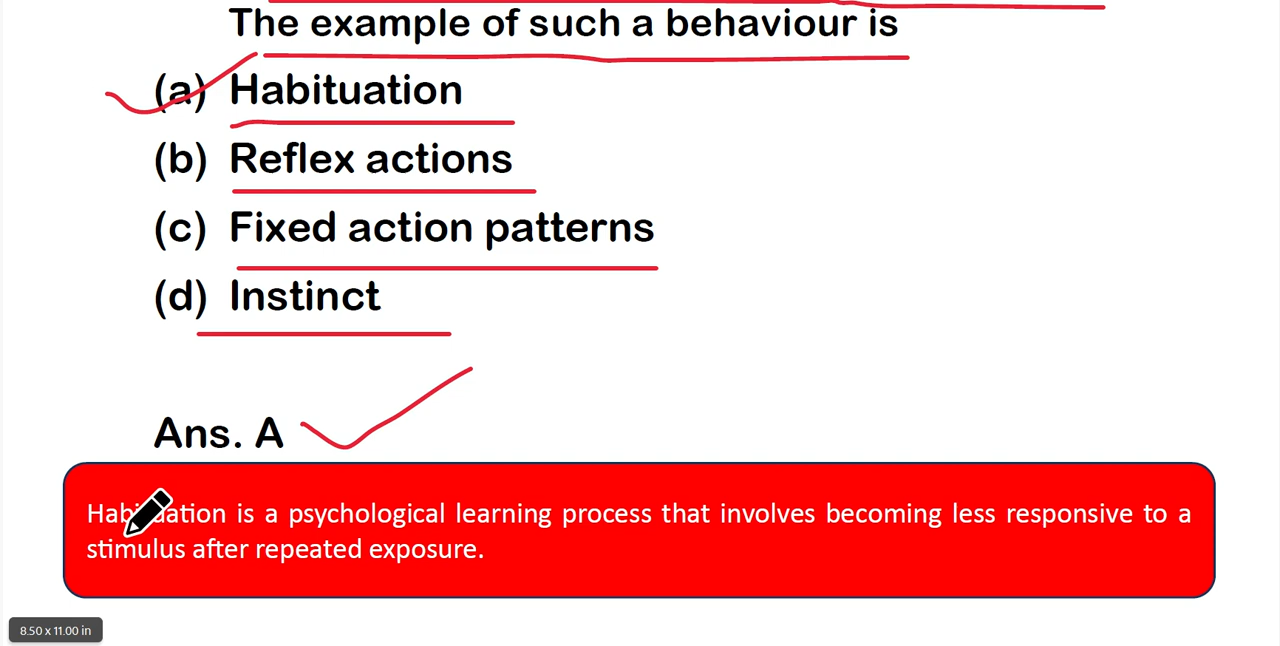 The example of such a behaviour is
(a) Habituation
(b) Reflex actions
(c) Fixed action patterns
(d) Instinct
Ans. A
Habituation is a psychological learning process that involves becoming less responsive to a
stimulus after repeated exposure.
8.50 x 11.00 in